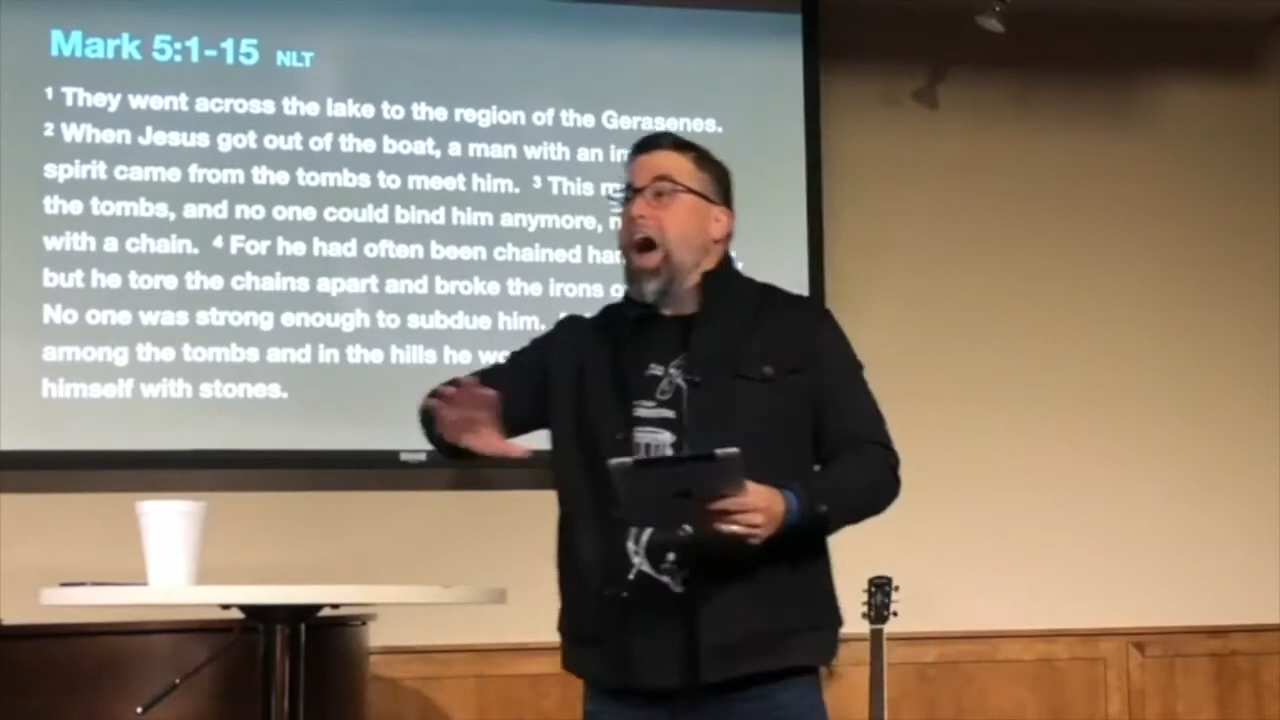 Mark 5:1-15 NLT
1 They went across the lake to the region of the Gerasenes.
2 When Jesus got out of the boat, a man with an
spirit came from the tombs to meet him. 3 This
the tombs, and no one could bind him anymore,
with a chain. 4 For he had often been chained
but he tore the chains apart and broke the irons
No one was strong enough to subdue him.
among the tombs and in the hills he
himself with stones.